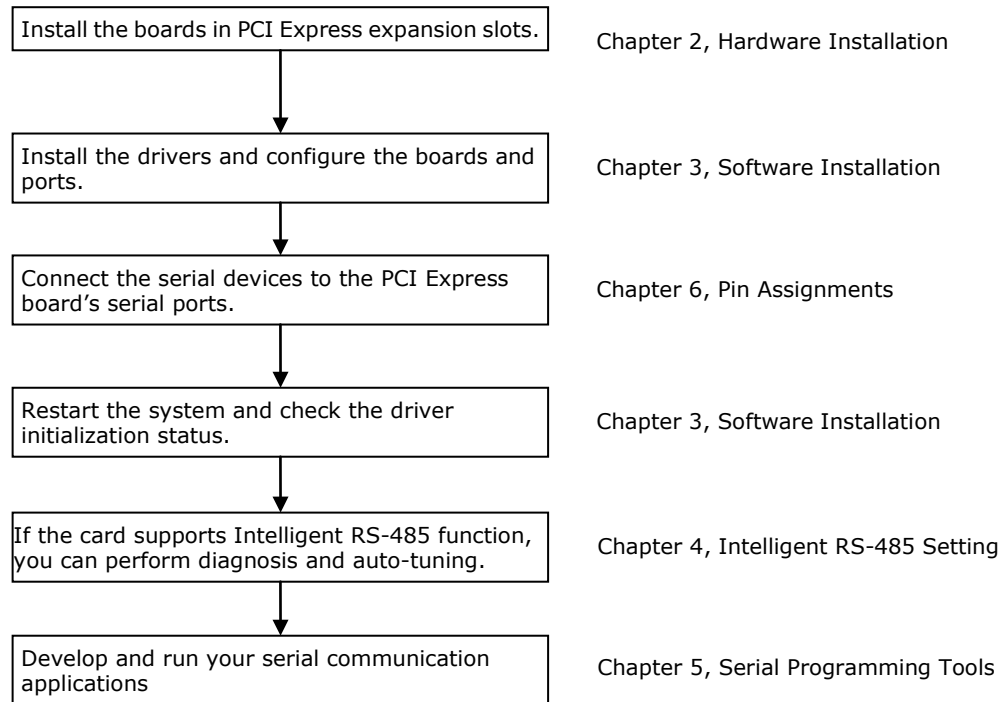 Install the boards in PCI Express expansion slots.
Chapter 2, Hardware Installation
Install the drivers and configure the boards and
ports.
Chapter 3, Software Installation
Connect the serial devices to the PCI Express
board's serial ports.
Chapter 6, Pin Assignments
Restart the system and check the driver
initialization status.
Chapter 3, Software Installation
If the card supports Intelligent RS-485 function,
you can perform diagnosis and auto-tuning.
Chapter 4, Intelligent RS-485 Setting
Develop and run your serial communication
applications
Chapter 5, Serial Programming Tools